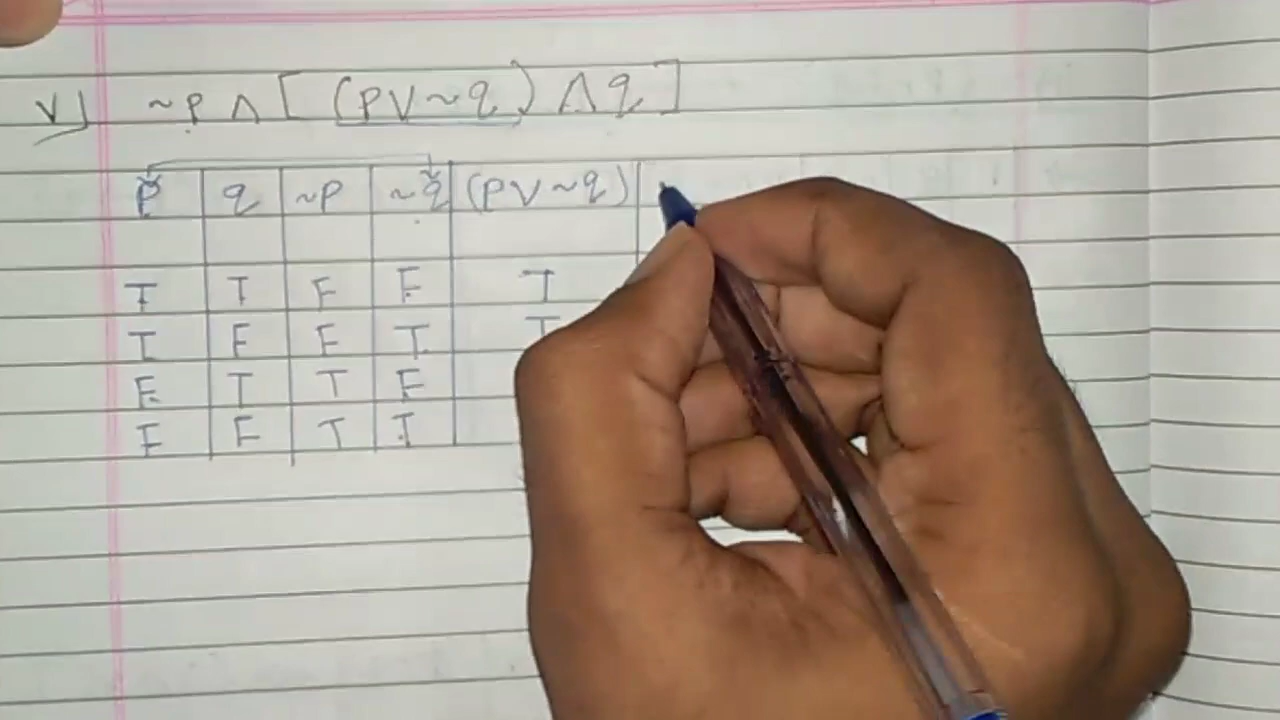 v) ~p ∧ [(p∨~q) ∧ q]
p q ~p ~q (p∨~q)
T T F F T
T F F T T
F T T F
F F T T